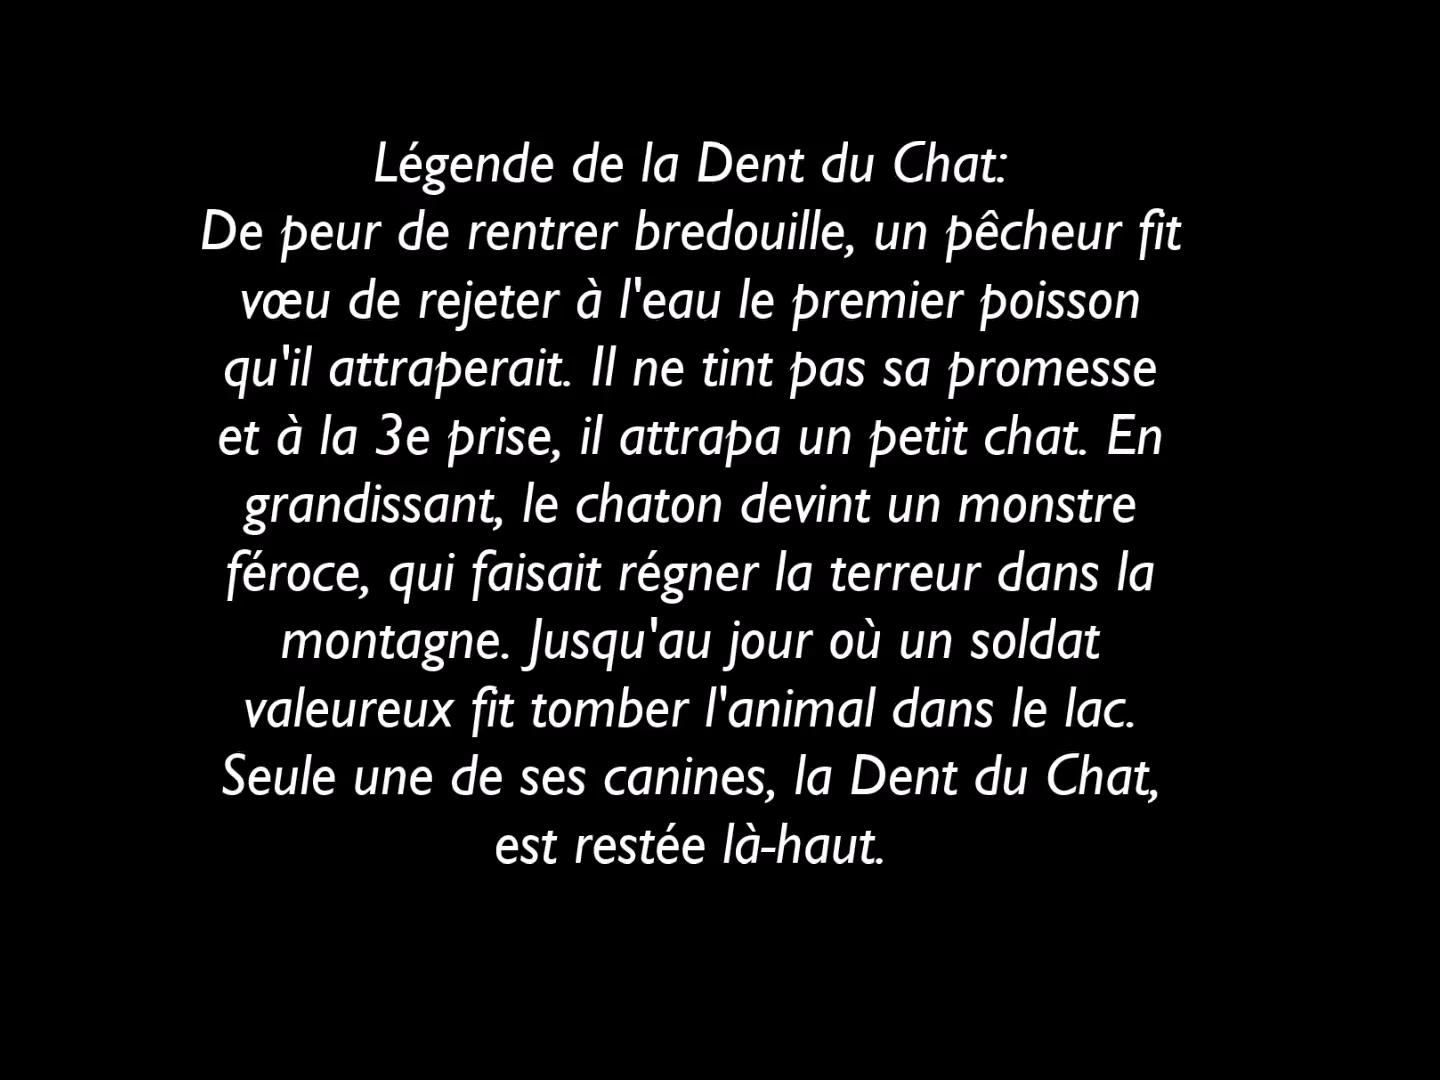 Légende de la Dent du Chat:
De peur de rentrer bredouille, un pêcheur fit
vœu de rejeter à l'eau le premier poisson
qu'il attraperait. Il ne tint pas sa promesse
et à la 3e prise, il attrapa un petit chat. En
grandissant, le chaton devint un monstre
féroce, qui faisait régner la terreur dans la
montagne. Jusqu'au jour où un soldat
valeureux fit tomber l'animal dans le lac.
Seule une de ses canines, la Dent du Chat,
est restée là-haut.